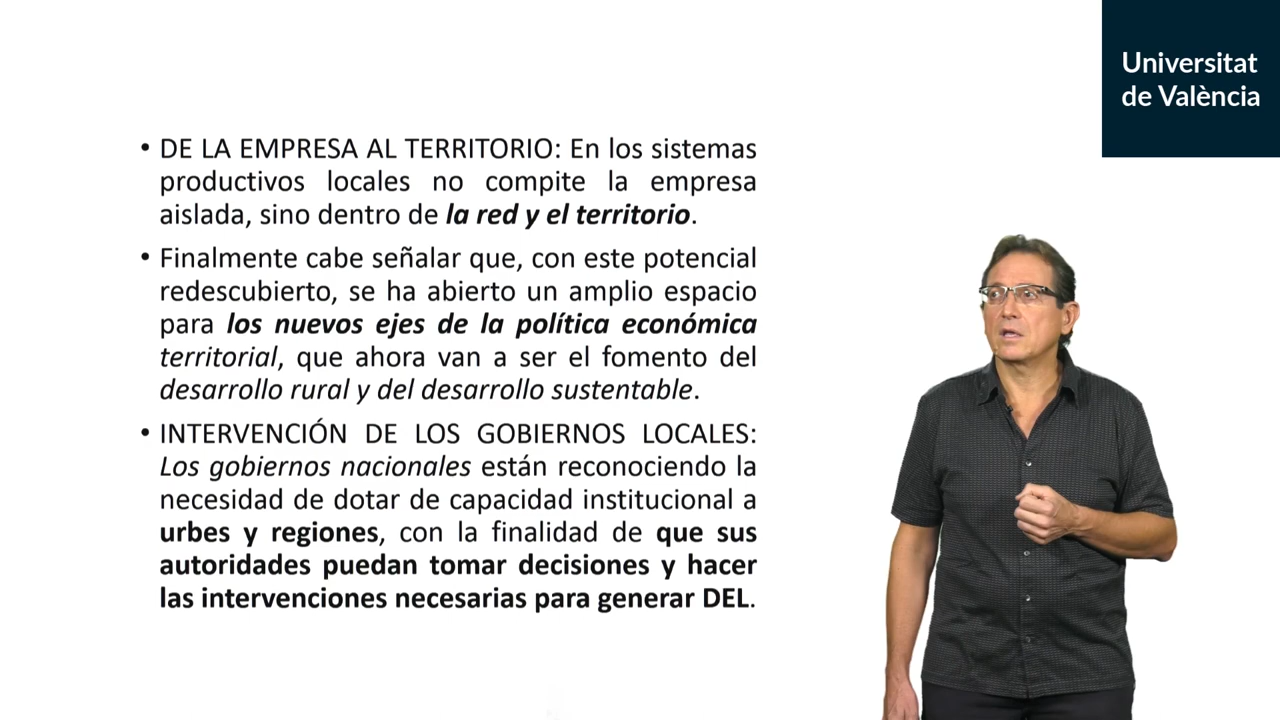 Universitat
de València
• DE LA EMPRESA AL TERRITORIO: En los sistemas
productivos locales no compite la empresa
aislada, sino dentro de la red y el territorio.
• Finalmente cabe señalar que, con este potencial
redescubierto, se ha abierto un amplio espacio
para los nuevos ejes de la política económica
territorial, que ahora van a ser el fomento del
desarrollo rural y del desarrollo sustentable.
• INTERVENCIÓN DE LOS GOBIERNOS LOCALES:
Los gobiernos nacionales están reconociendo la
necesidad de dotar de capacidad institucional a
urbes y regiones, con la finalidad de que sus
autoridades puedan tomar decisiones y hacer
las intervenciones necesarias para generar DEL.